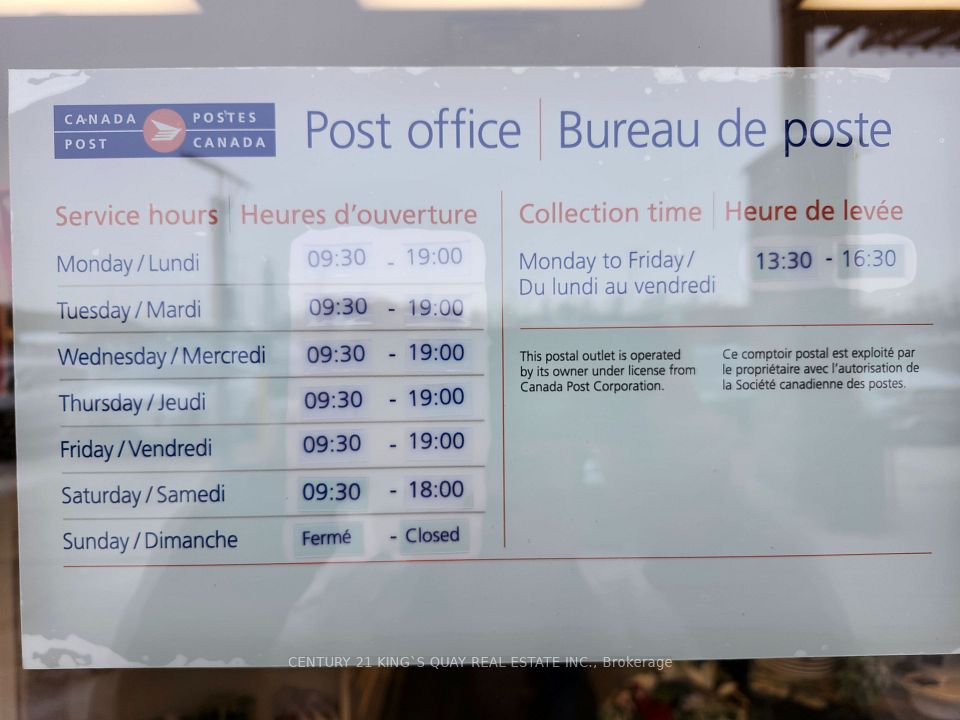 CANADA POSTES
POST CANADA
Post office | Bureau de poste
Service hours | Heures d'ouverture
Monday / Lundi 09:30 - 19:00
Tuesday / Mardi 09:30 - 19:00
Wednesday / Mercredi 09:30 - 19:00
Thursday / Jeudi 09:30 - 19:00
Friday / Vendredi 09:30 - 19:00
Saturday / Samedi 09:30 - 18:00
Sunday / Dimanche Fermé - Closed
Collection time | Heure de levée
Monday to Friday / 13:30 - 16:30
Du lundi au vendredi
This postal outlet is operated
by its owner under license from
Canada Post Corporation.
Ce comptoir postal est exploité par
le propriétaire avec l'autorisation de
la Société canadienne des postes.
CENTURY 21 KING`S QUAY REAL ESTATE INC., Brokerage